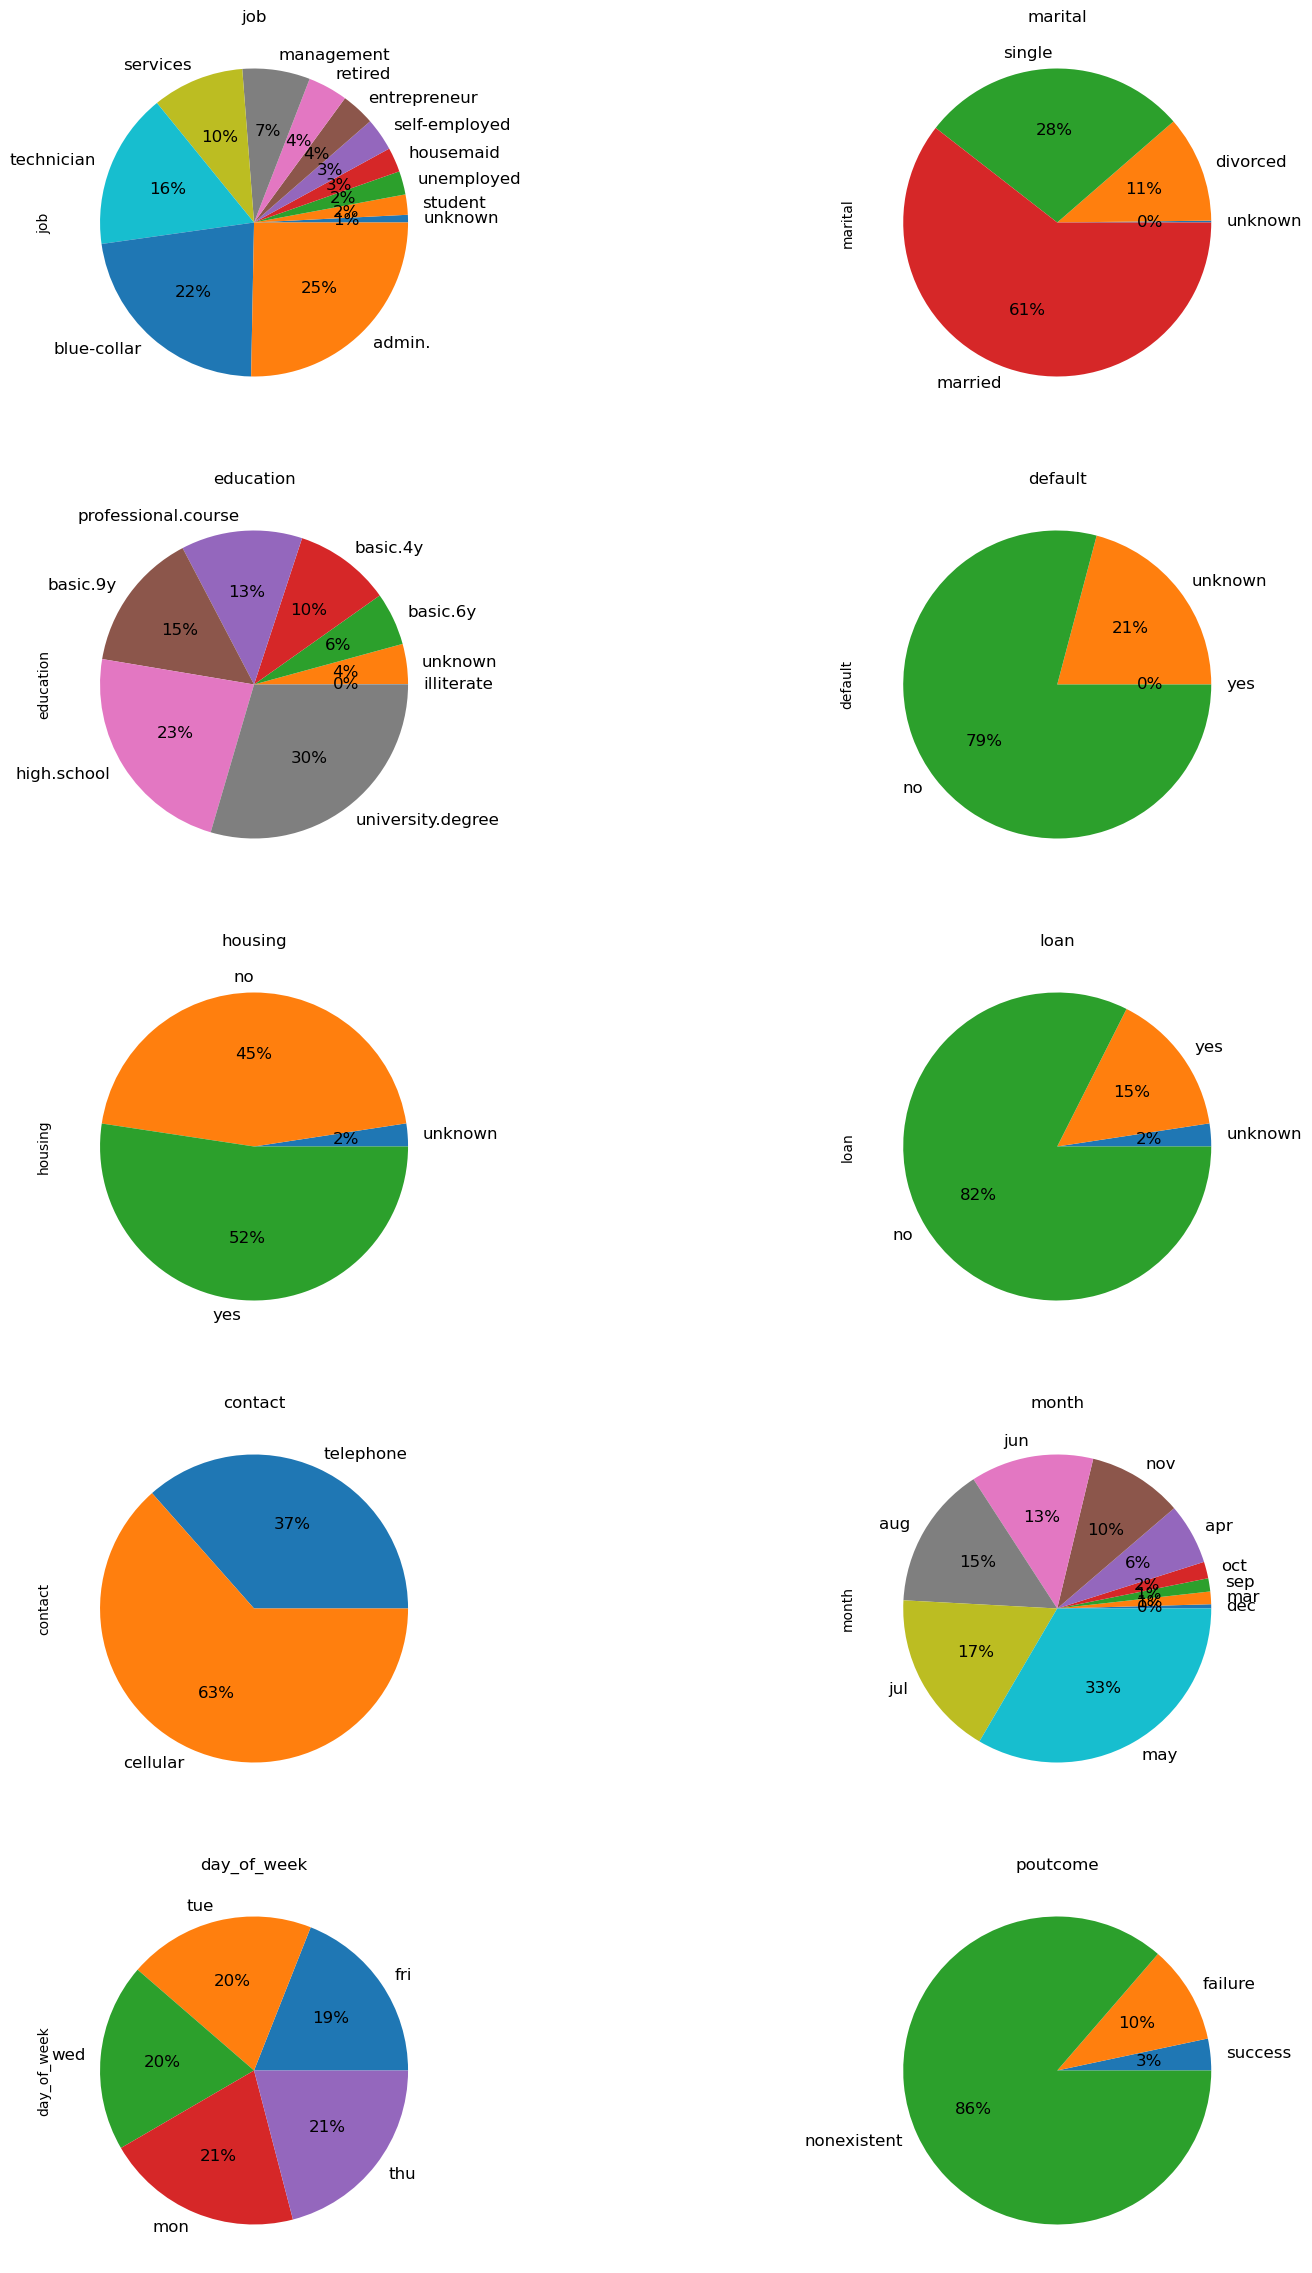 job
management
services
retired
entrepreneur
10%
7%
4%
self-employed
4%
technician
housemaid
3%
16%
3%
unemployed
2%
student
2%
unknown
1%
job
22%
25%
blue-collar
admin.
marital
single
28%
divorced
11%
unknown
0%
marital
61%
married
education
professional.course
basic.4y
basic.9y
13%
10%
basic.6y
15%
6%
unknown
4%
illiterate
0%
education
23%
30%
high.school
university.degree
default
unknown
21%
yes
0%
default
79%
no
housing
no
45%
unknown
2%
housing
52%
yes
loan
yes
15%
unknown
2%
loan
82%
no
contact
telephone
37%
contact
63%
cellular
month
jun
nov
aug
13%
10%
apr
15%
6%
oct
2%
sep
1%
mar
1%
dec
0%
month
17%
33%
jul
may
day_of_week
tue
fri
20%
19%
wed
20%
day_of_week
21%
21%
thu
mon
poutcome
failure
10%
success
3%
86%
nonexistent